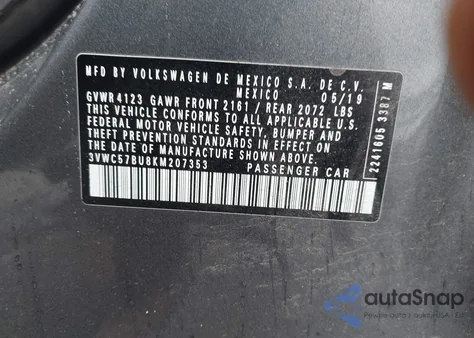 MFD BY VOLKSWAGEN DE MEXICO S.A. DE C.V.
MEXICO 05/19
GVWR 4123 GAWR FRONT 2161 / REAR 2072 LBS
THIS VEHICLE CONFORMS TO ALL APPLICABLE U.S.
FEDERAL MOTOR VEHICLE SAFETY, BUMPER AND
THEFT PREVENTION STANDARDS IN EFFECT ON
THE DATE OF MANUFACTURE SHOWN ABOVE.
3VWC57BU8KM207353 PASSENGER CAR
2241605 3387 M
autoSnap